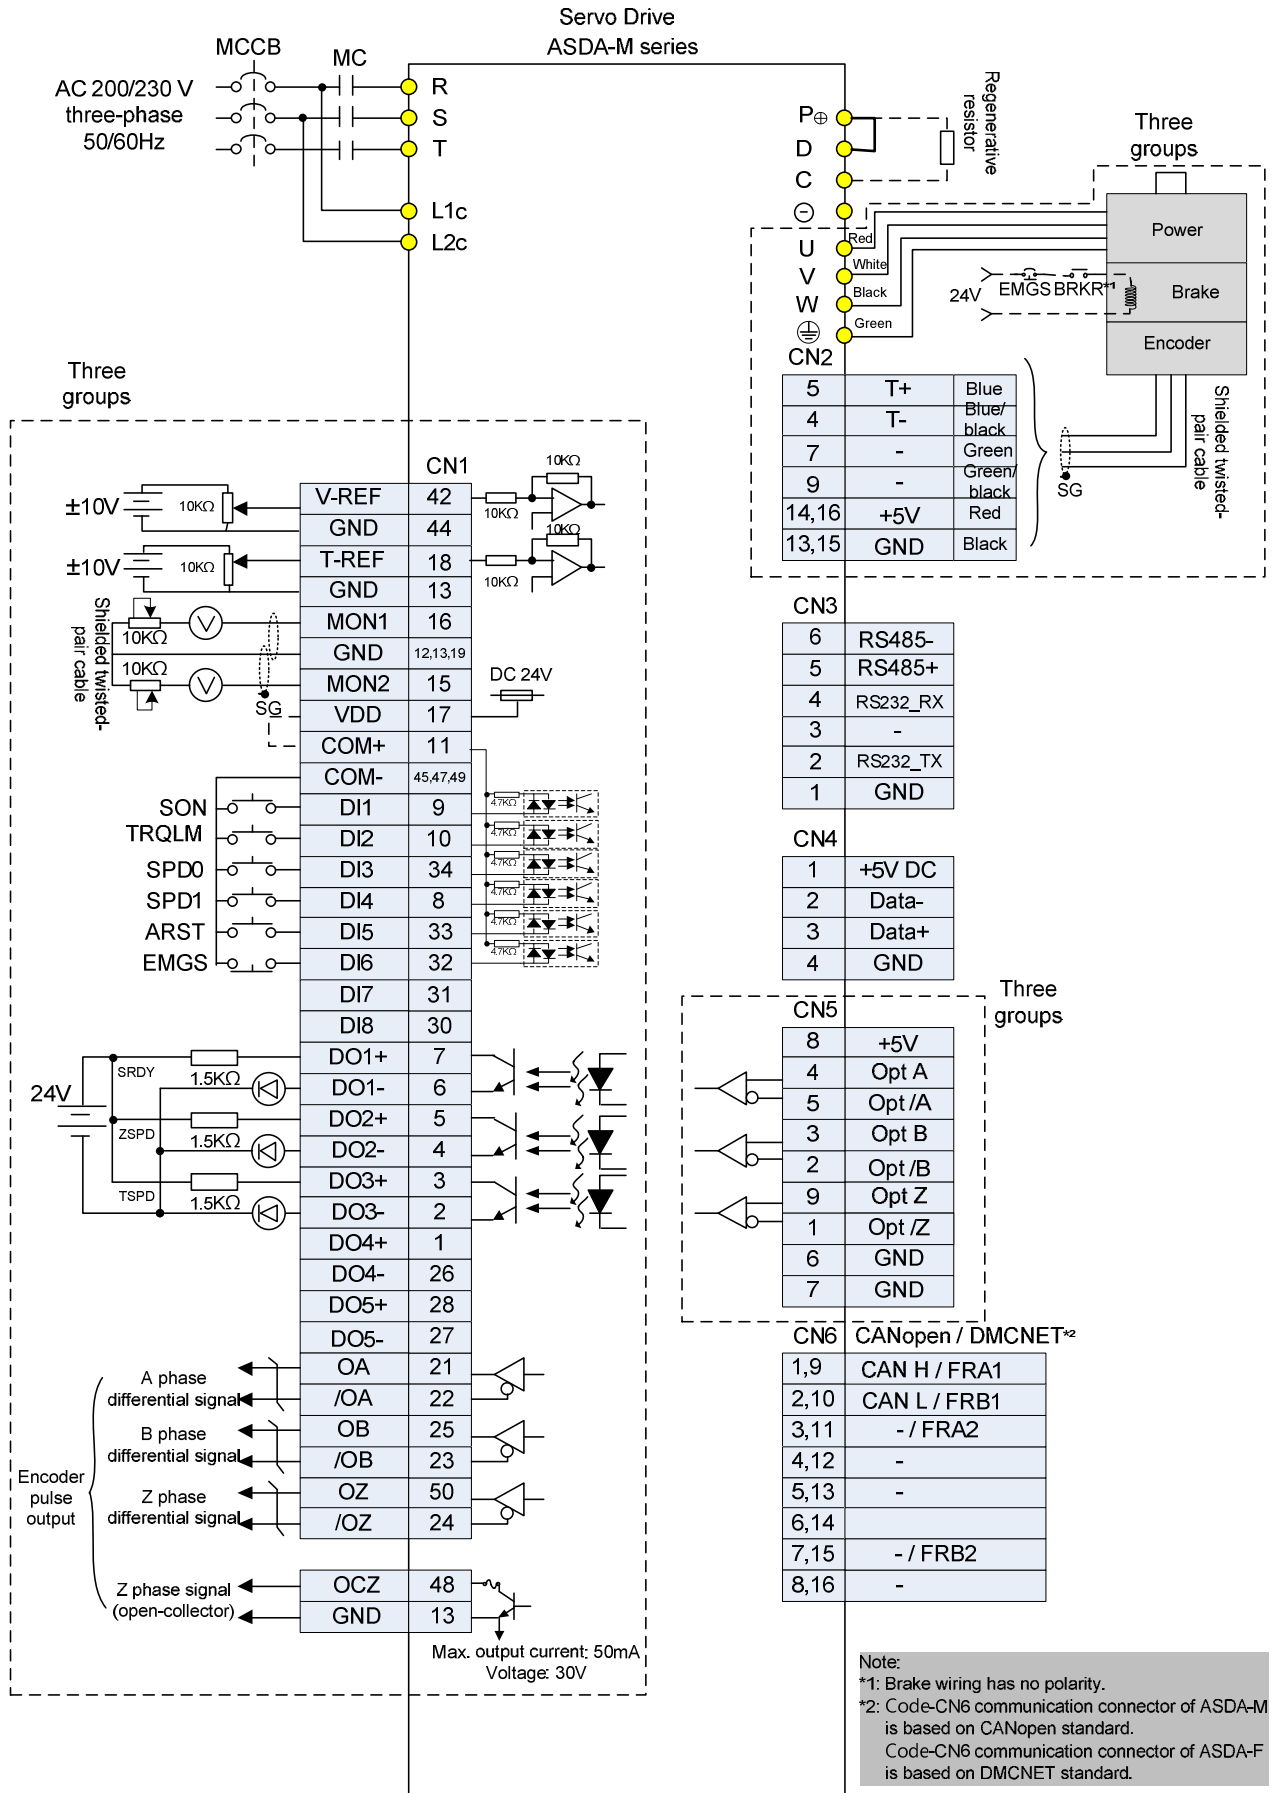 Servo Drive
ASDA-M series
MCCB
MC
AC 200/230 V
three-phase
50/60Hz
R
S
T
L1c
L2c
P⊕
D
C
⊖
U
V
W
Regenerative
resistor
Three
groups
Red
White
Black
Green
24V
EMGS BRKR*1
Power
Brake
Encoder
CN2
5 T+ Blue
4 T- Blue/
black
7 - Green
9 - Green/
black
14,16 +5V Red
13,15 GND Black
SG
Shielded twisted-
pair cable
Three
groups
CN1
±10V
10KΩ
V-REF 42
10KΩ
10KΩ
GND 44
±10V
10KΩ
T-REF 18
10KΩ
10KΩ
GND 13
Shielded twisted-
pair cable
10KΩ
V
MON1 16
GND 12,13,19
10KΩ
V
MON2 15
SG
DC 24V
VDD 17
COM+ 11
COM- 45,47,49
SON DI1 9 4.7KΩ
TRQLM DI2 10 4.7KΩ
SPD0 DI3 34 4.7KΩ
SPD1 DI4 8 4.7KΩ
ARST DI5 33 4.7KΩ
EMGS DI6 32 4.7KΩ
DI7 31
DI8 30
24V
SRDY
1.5KΩ
DO1+ 7
DO1- 6
ZSPD
1.5KΩ
DO2+ 5
DO2- 4
TSPD
1.5KΩ
DO3+ 3
DO3- 2
DO4+ 1
DO4- 26
DO5+ 28
DO5- 27
Encoder
pulse
output
A phase
differential signal
OA 21
/OA 22
B phase
differential signal
OB 25
/OB 23
Z phase
differential signal
OZ 50
/OZ 24
Z phase signal
(open-collector)
OCZ 48
GND 13
Max. output current: 50mA
Voltage: 30V
CN3
6 RS485-
5 RS485+
4 RS232_RX
3 -
2 RS232_TX
1 GND
CN4
1 +5V DC
2 Data-
3 Data+
4 GND
Three
groups
CN5
8 +5V
4 Opt A
5 Opt /A
3 Opt B
2 Opt /B
9 Opt Z
1 Opt /Z
6 GND
7 GND
CN6 CANopen / DMCNET*2
1,9 CAN H / FRA1
2,10 CAN L / FRB1
3,11 - / FRA2
4,12 -
5,13 -
6,14
7,15 - / FRB2
8,16 -
Note:
*1: Brake wiring has no polarity.
*2: Code-CN6 communication connector of ASDA-M
is based on CANopen standard.
Code-CN6 communication connector of ASDA-F
is based on DMCNET standard.